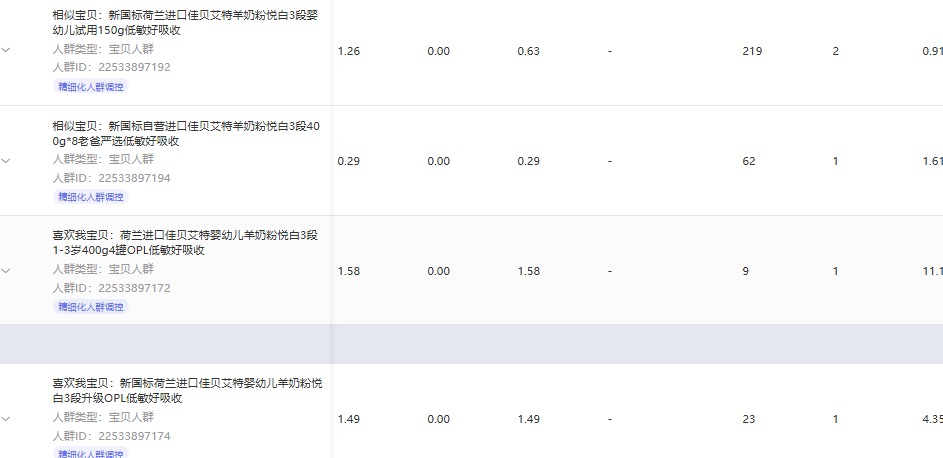 相似宝贝：新国标荷兰进口佳贝艾特羊奶粉悦白3段婴
幼儿试用150g低敏好吸收
人群类型：宝贝人群
人群ID：22533897192
精细化人群调控
1.26 0.00 0.63 - 219 2 0.91
相似宝贝：新国标自营进口佳贝艾特羊奶粉悦白3段40
0g*8老爸严选低敏好吸收
人群类型：宝贝人群
人群ID：22533897194
精细化人群调控
0.29 0.00 0.29 - 62 1 1.61
喜欢我宝贝：荷兰进口佳贝艾特婴幼儿羊奶粉悦白3段
1-3岁400g4罐OPL低敏好吸收
人群类型：宝贝人群
人群ID：22533897172
精细化人群调控
1.58 0.00 1.58 - 9 1 11.1
喜欢我宝贝：新国标荷兰进口佳贝艾特婴幼儿羊奶粉悦
白3段升级OPL低敏好吸收
人群类型：宝贝人群
人群ID：22533897174
精细化人群调控
1.49 0.00 1.49 - 23 1 4.35